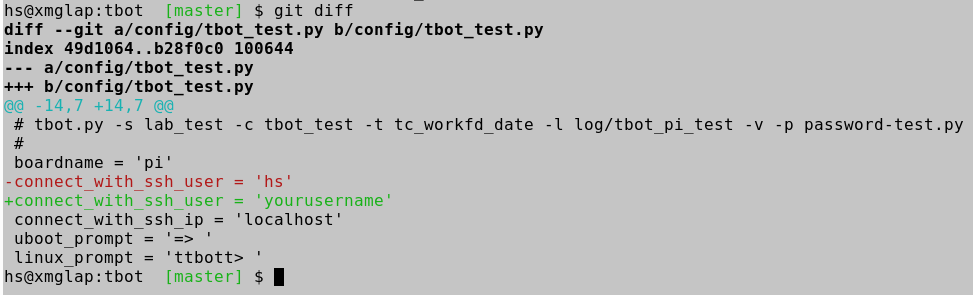 hs@xmglap:tbot  [master] $ git diff
diff --git a/config/tbot_test.py b/config/tbot_test.py
index 49d1064..b28f0c0 100644
--- a/config/tbot_test.py
+++ b/config/tbot_test.py
@@ -14,7 +14,7 @@
 # tbot.py -s lab_test -c tbot_test -t tc_workfd_date -l log/tbot_pi_test -v -p password-test.py
 #
 boardname = 'pi'
-connect_with_ssh_user = 'hs'
+connect_with_ssh_user = 'yourusername'
 connect_with_ssh_ip = 'localhost'
 uboot_prompt = '=> '
 linux_prompt = 'ttbott> '
hs@xmglap:tbot  [master] $